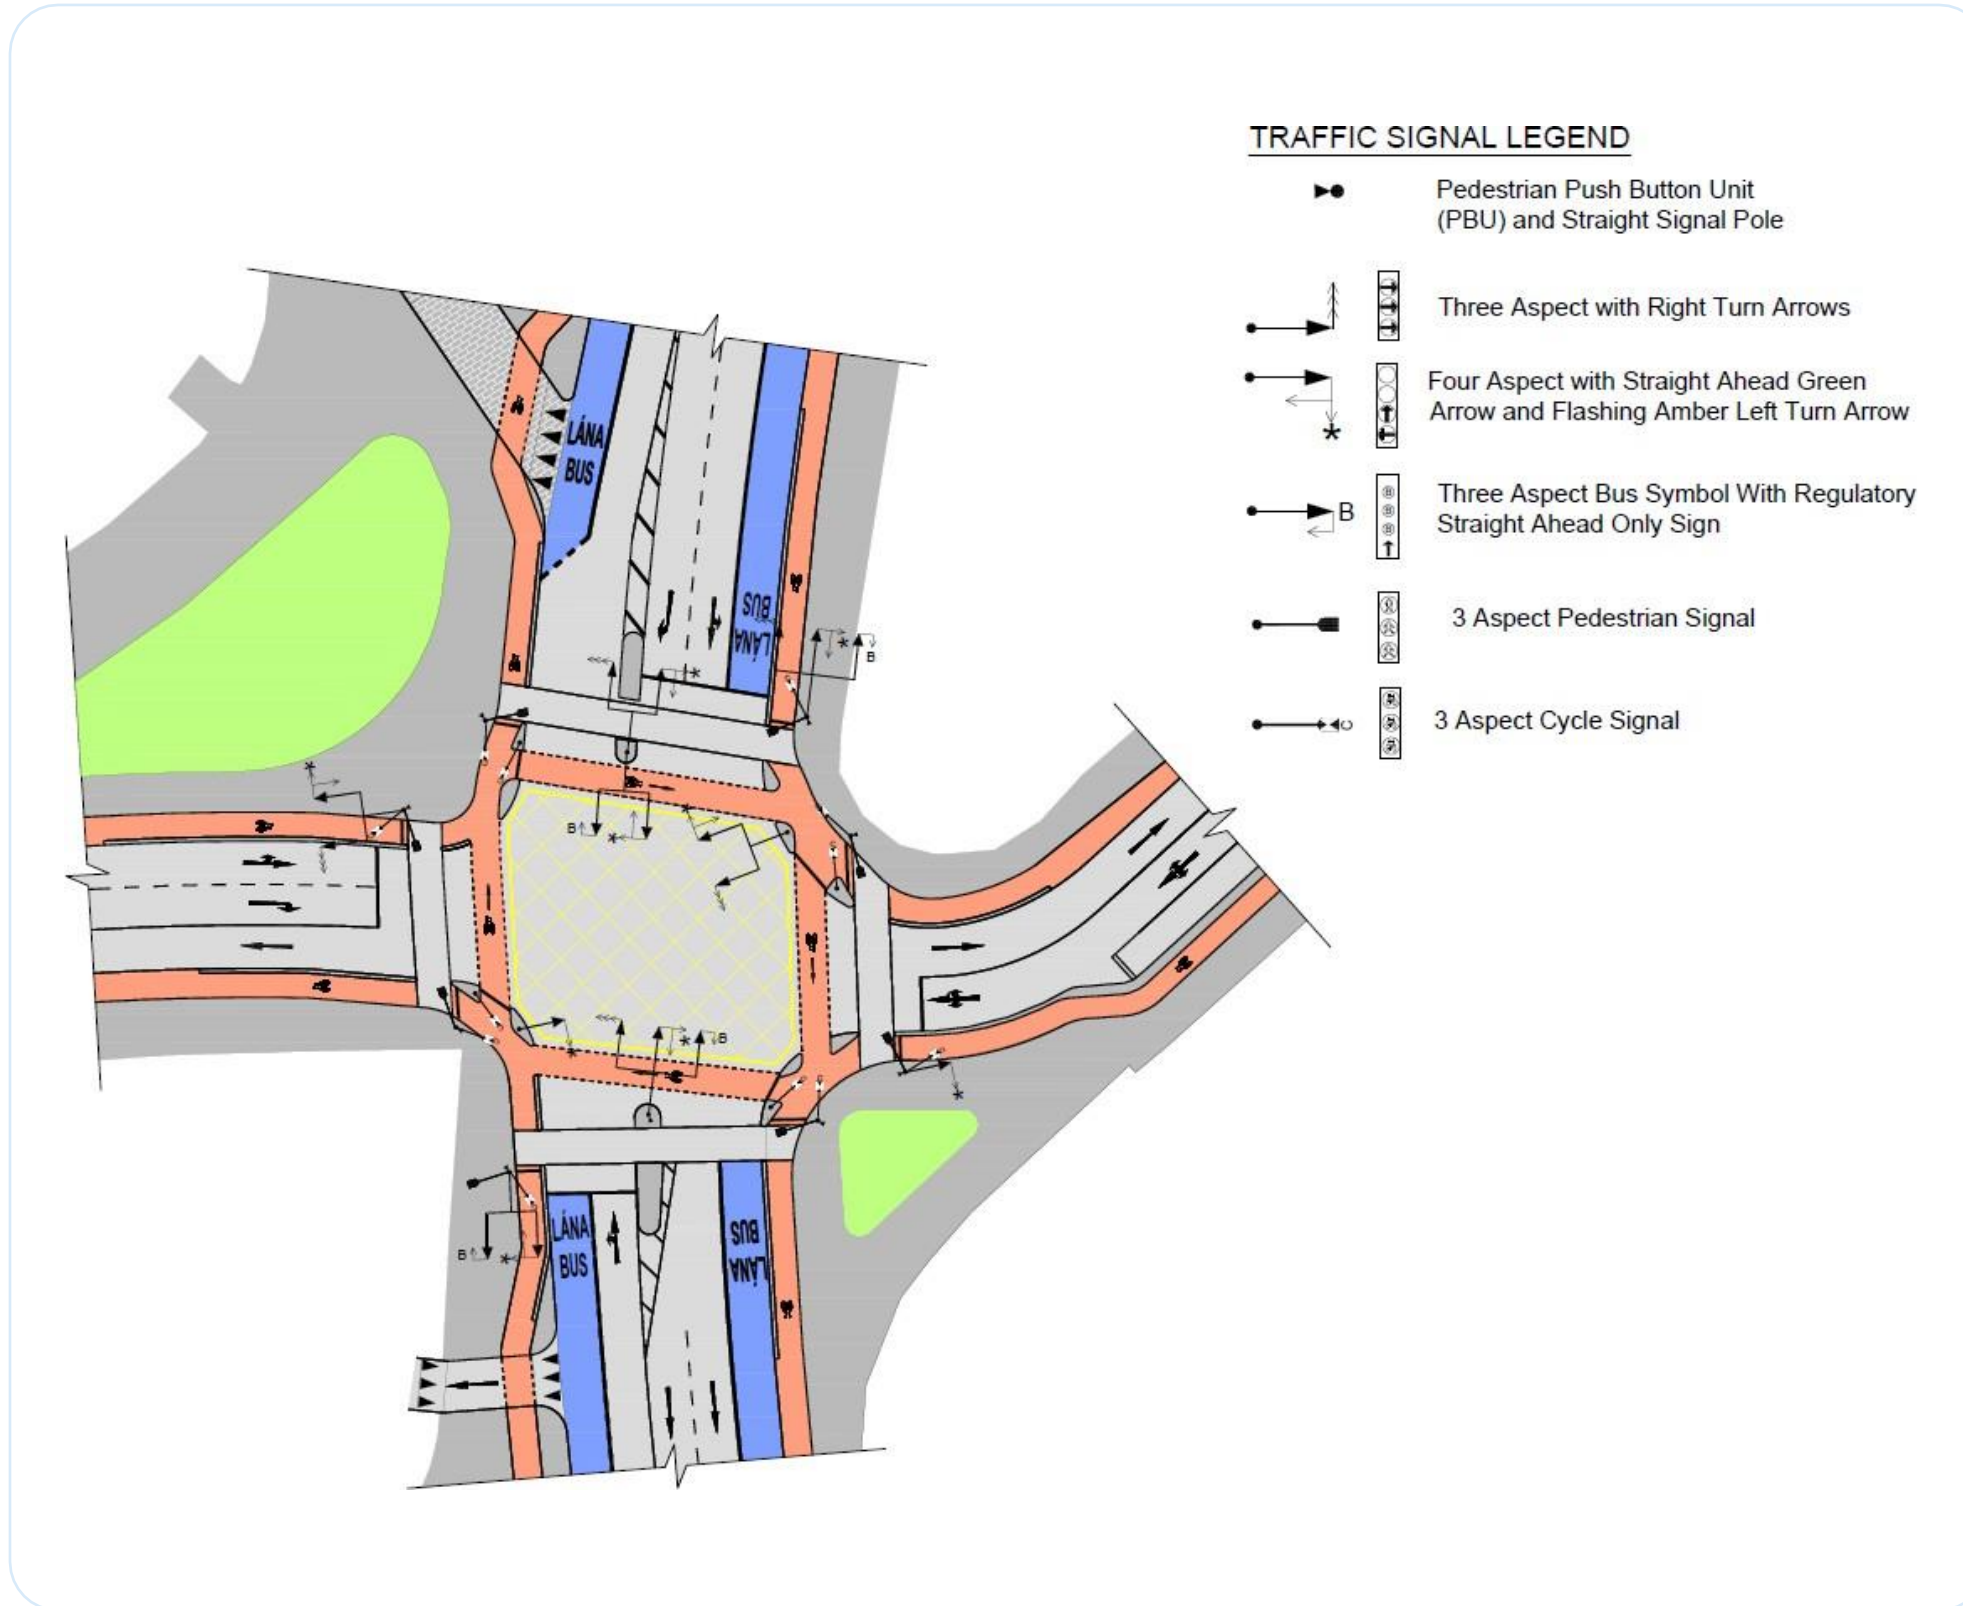 TRAFFIC SIGNAL LEGEND
Pedestrian Push Button Unit
(PBU) and Straight Signal Pole
Three Aspect with Right Turn Arrows
Four Aspect with Straight Ahead Green
Arrow and Flashing Amber Left Turn Arrow
*
B
Three Aspect Bus Symbol With Regulatory
Straight Ahead Only Sign
3 Aspect Pedestrian Signal
C
3 Aspect Cycle Signal
LÁNA
BUS
LÁNA
BUS
*
B
*
*
B
*
*
*
B
*
*
LÁNA
BUS
LÁNA
BUS
B
*